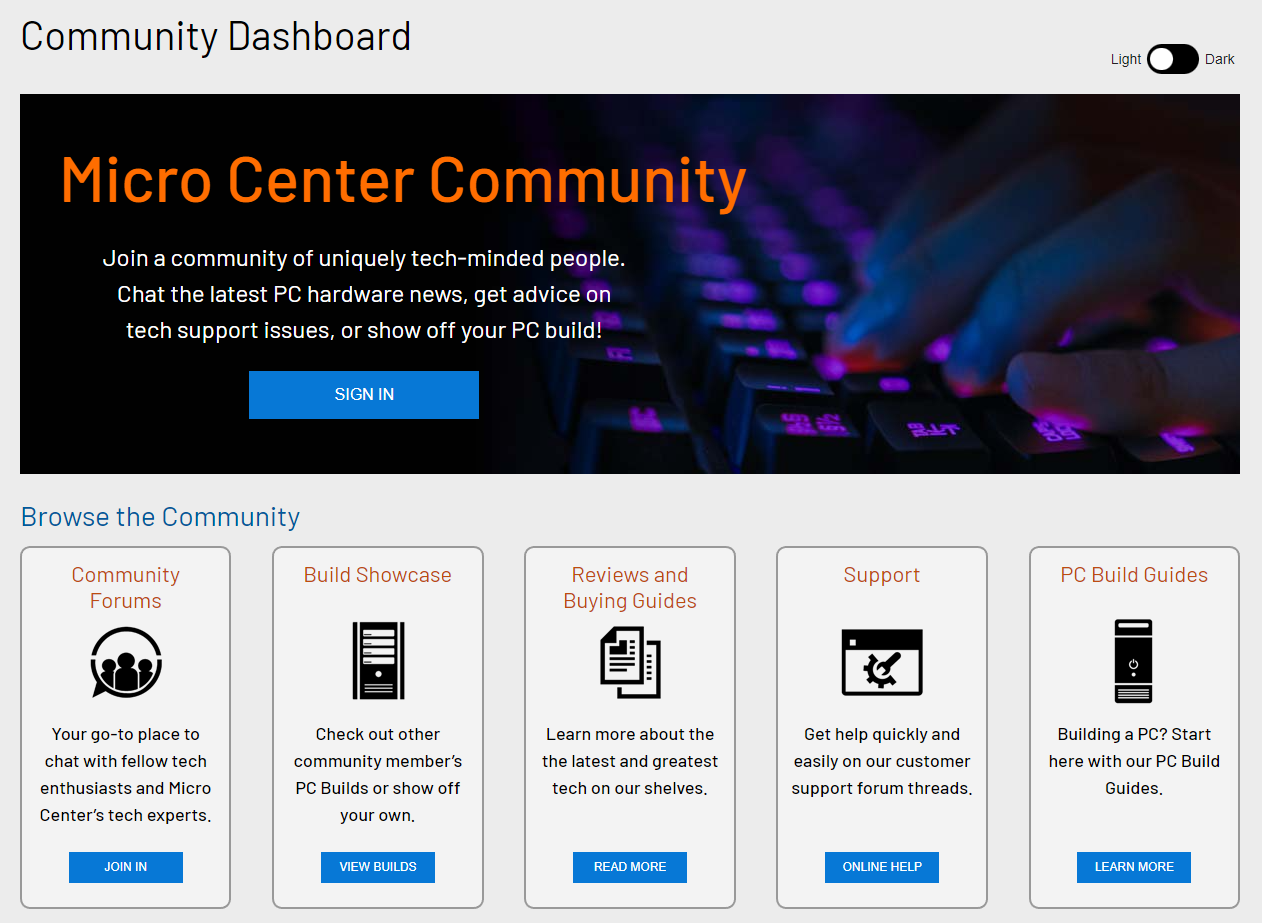 Community Dashboard
Light
Dark
Micro Center Community
Join a community of uniquely tech-minded people.
Chat the latest PC hardware news, get advice on
tech support issues, or show off your PC build!
SIGN IN
Browse the Community
Community
Forums
Your go-to place to
chat with fellow tech
enthusiasts and Micro
Center’s tech experts.
JOIN IN
Build Showcase
Check out other
community member’s
PC Builds or show off
your own.
VIEW BUILDS
Reviews and
Buying Guides
Learn more about the
the latest and greatest
tech on our shelves.
READ MORE
Support
Get help quickly and
easily on our customer
support forum threads.
ONLINE HELP
PC Build Guides
Building a PC? Start
here with our PC Build
Guides.
LEARN MORE